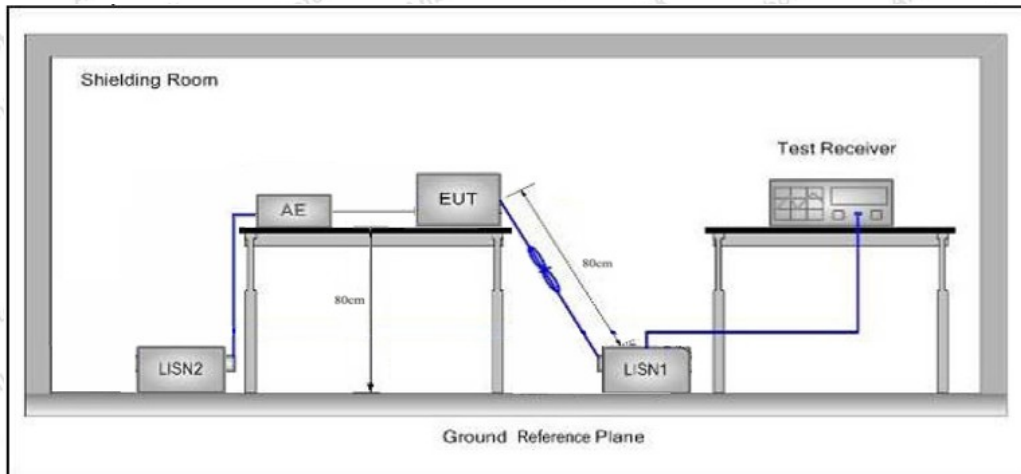 Shielding Room
Test Receiver
EUT
AE
80cm
80cm
LISN2
LISN1
Ground Reference Plane